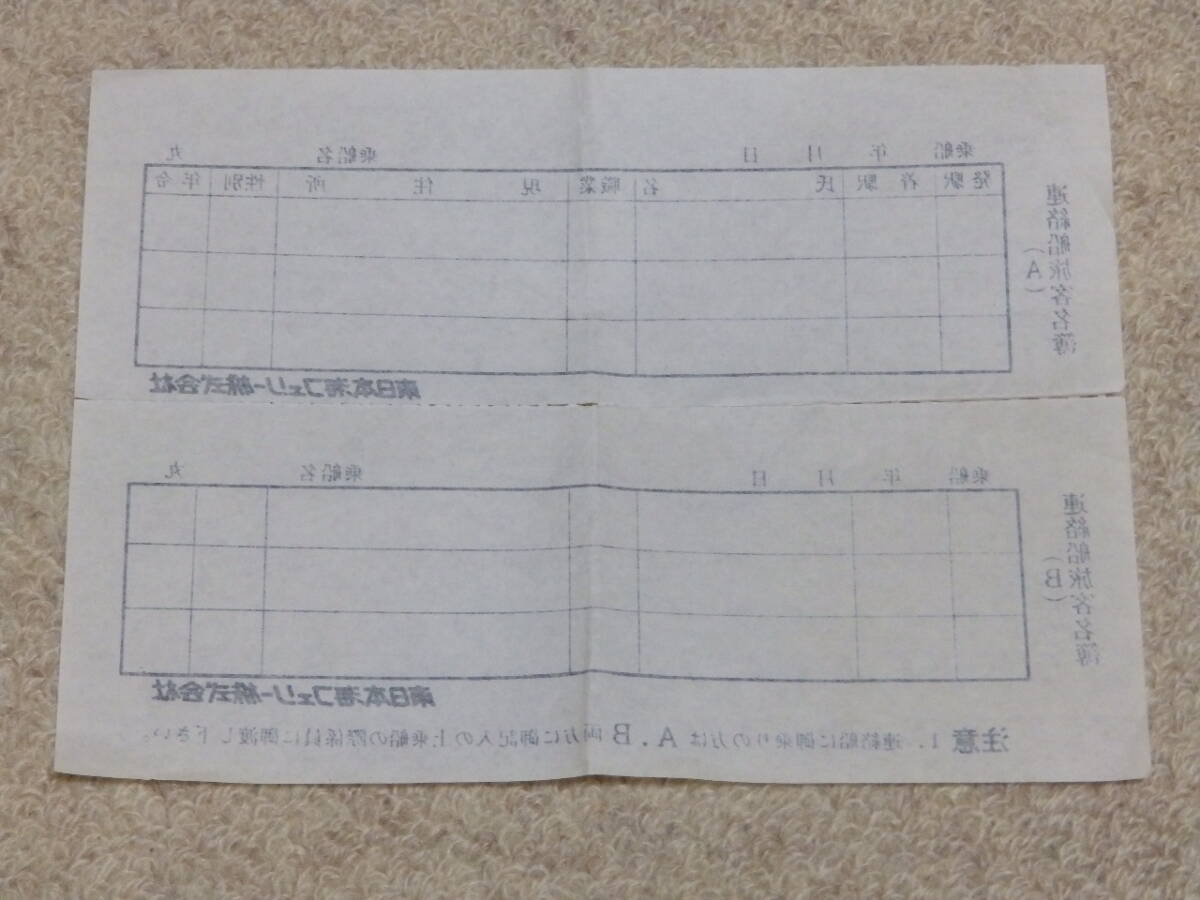 連絡船旅客名簿
(A)
乗船 年 月 日 乗船名 丸
発駅 着駅 氏 名 職業 現 住 所 性別 年令
東日本海フェリー株式会社
連絡船旅客名簿
(B)
乗船 年 月 日 乗船名 丸
東日本海フェリー株式会社
注意 1. 連絡船に御乗りの方はA.B両方に御記入の上乗船の際係員に御渡し下さい。